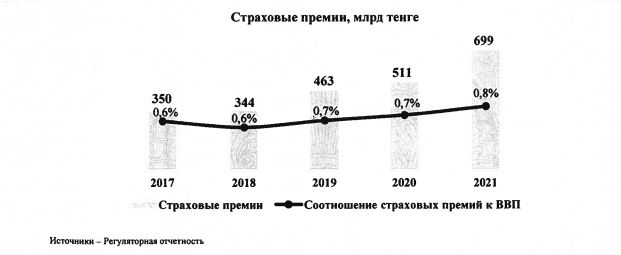 Страховые премии, млрд тенге
699
511
463
350
344
0,8%
0,7%
0,7%
0,6%
0,6%
2017 2018 2019 2020 2021
Страховые премии Соотношение страховых премий к ВВП
Источники – Регуляторная отчетность